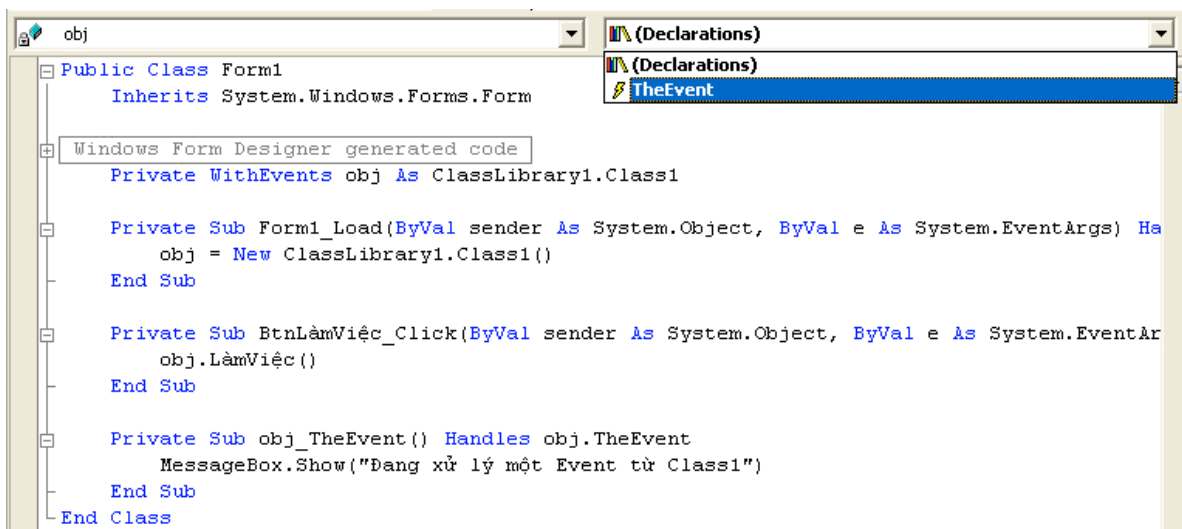 obj
(Declarations)
(Declarations)
TheEvent
Public Class Form1
Inherits System.Windows.Forms.Form
Windows Form Designer generated code
Private WithEvents obj As ClassLibrary1.Class1
Private Sub Form1_Load(ByVal sender As System.Object, ByVal e As System.EventArgs) Ha
obj = New ClassLibrary1.Class1()
End Sub
Private Sub BtnLàmViệc_Click(ByVal sender As System.Object, ByVal e As System.EventAr
obj.LàmViệc()
End Sub
Private Sub obj_TheEvent() Handles obj.TheEvent
MessageBox.Show("Đang xử lý một Event từ Class1")
End Sub
End Class